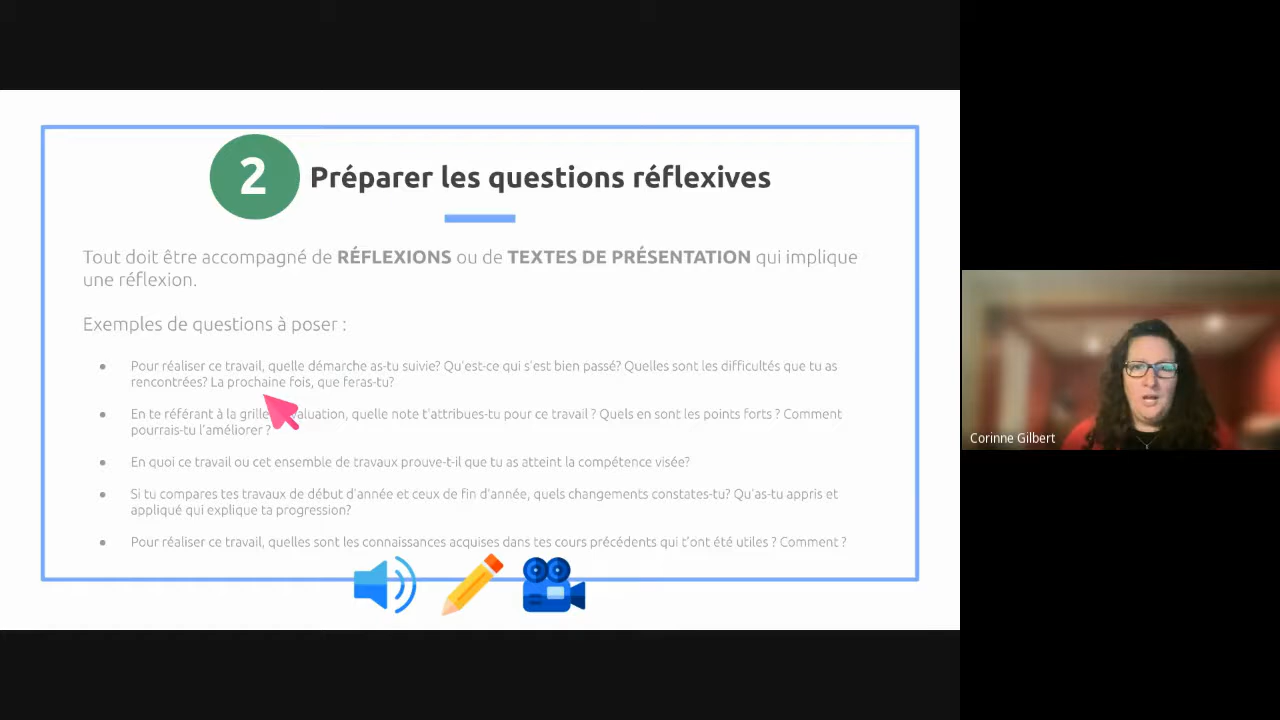 2 Préparer les questions réflexives
Tout doit être accompagné de RÉFLEXIONS ou de TEXTES DE PRÉSENTATION qui implique
une réflexion.
Exemples de questions à poser :
Pour réaliser ce travail, quelle démarche as-tu suivie? Qu'est-ce qui s'est bien passé? Quelles sont les difficultés que tu as
rencontrées? La prochaine fois, que feras-tu?
En te référant à la grille valuation, quelle note t'attribues-tu pour ce travail ? Quels en sont les points forts ? Comment
pourrais-tu l'améliorer ?
En quoi ce travail ou cet ensemble de travaux prouve-t-il que tu as atteint la compétence visée?
Si tu compares tes travaux de début d'année et ceux de fin d'année, quels changements constates-tu? Qu'as-tu appris et
appliqué qui explique ta progression?
Pour réaliser ce travail, quelles sont les connaissances acquises dans tes cours précédents qui t'ont été utiles ? Comment ?
Corinne Gilbert